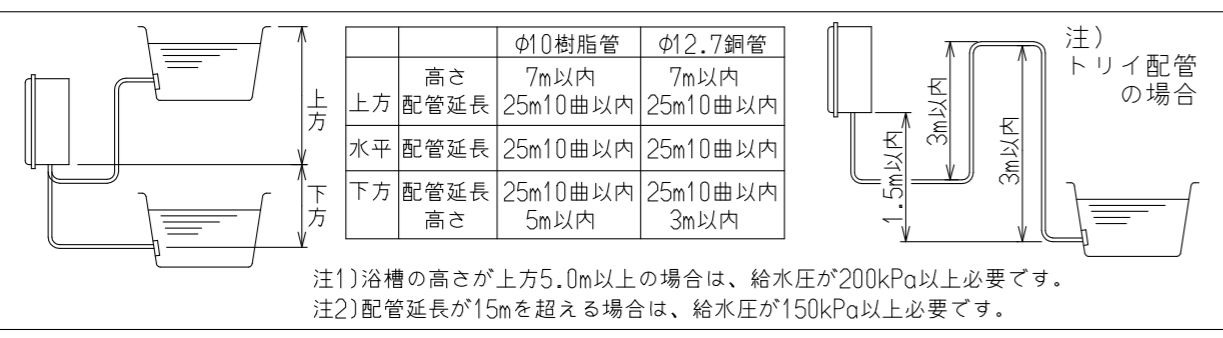 上方
下方
φ10樹脂管 φ12.7銅管
上方 高さ 7m以内 7m以内
配管延長 25m10曲以内 25m10曲以内
水平 配管延長 25m10曲以内 25m10曲以内
下方 配管延長 25m10曲以内 25m10曲以内
高さ 5m以内 3m以内
注)
トリイ配管
の場合
1.5m以内
3m以内
3m以内
注1)浴槽の高さが上方5.0m以上の場合は、給水圧が200kPa以上必要です。
注2)配管延長が15mを超える場合は、給水圧が150kPa以上必要です。